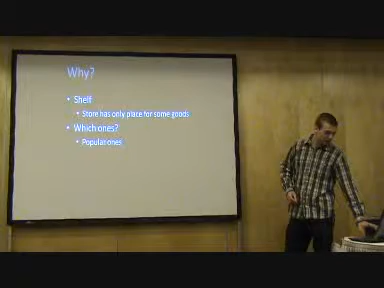 Why?
• Shelf
• Store has only place for some goods
• Which ones?
• Popular ones